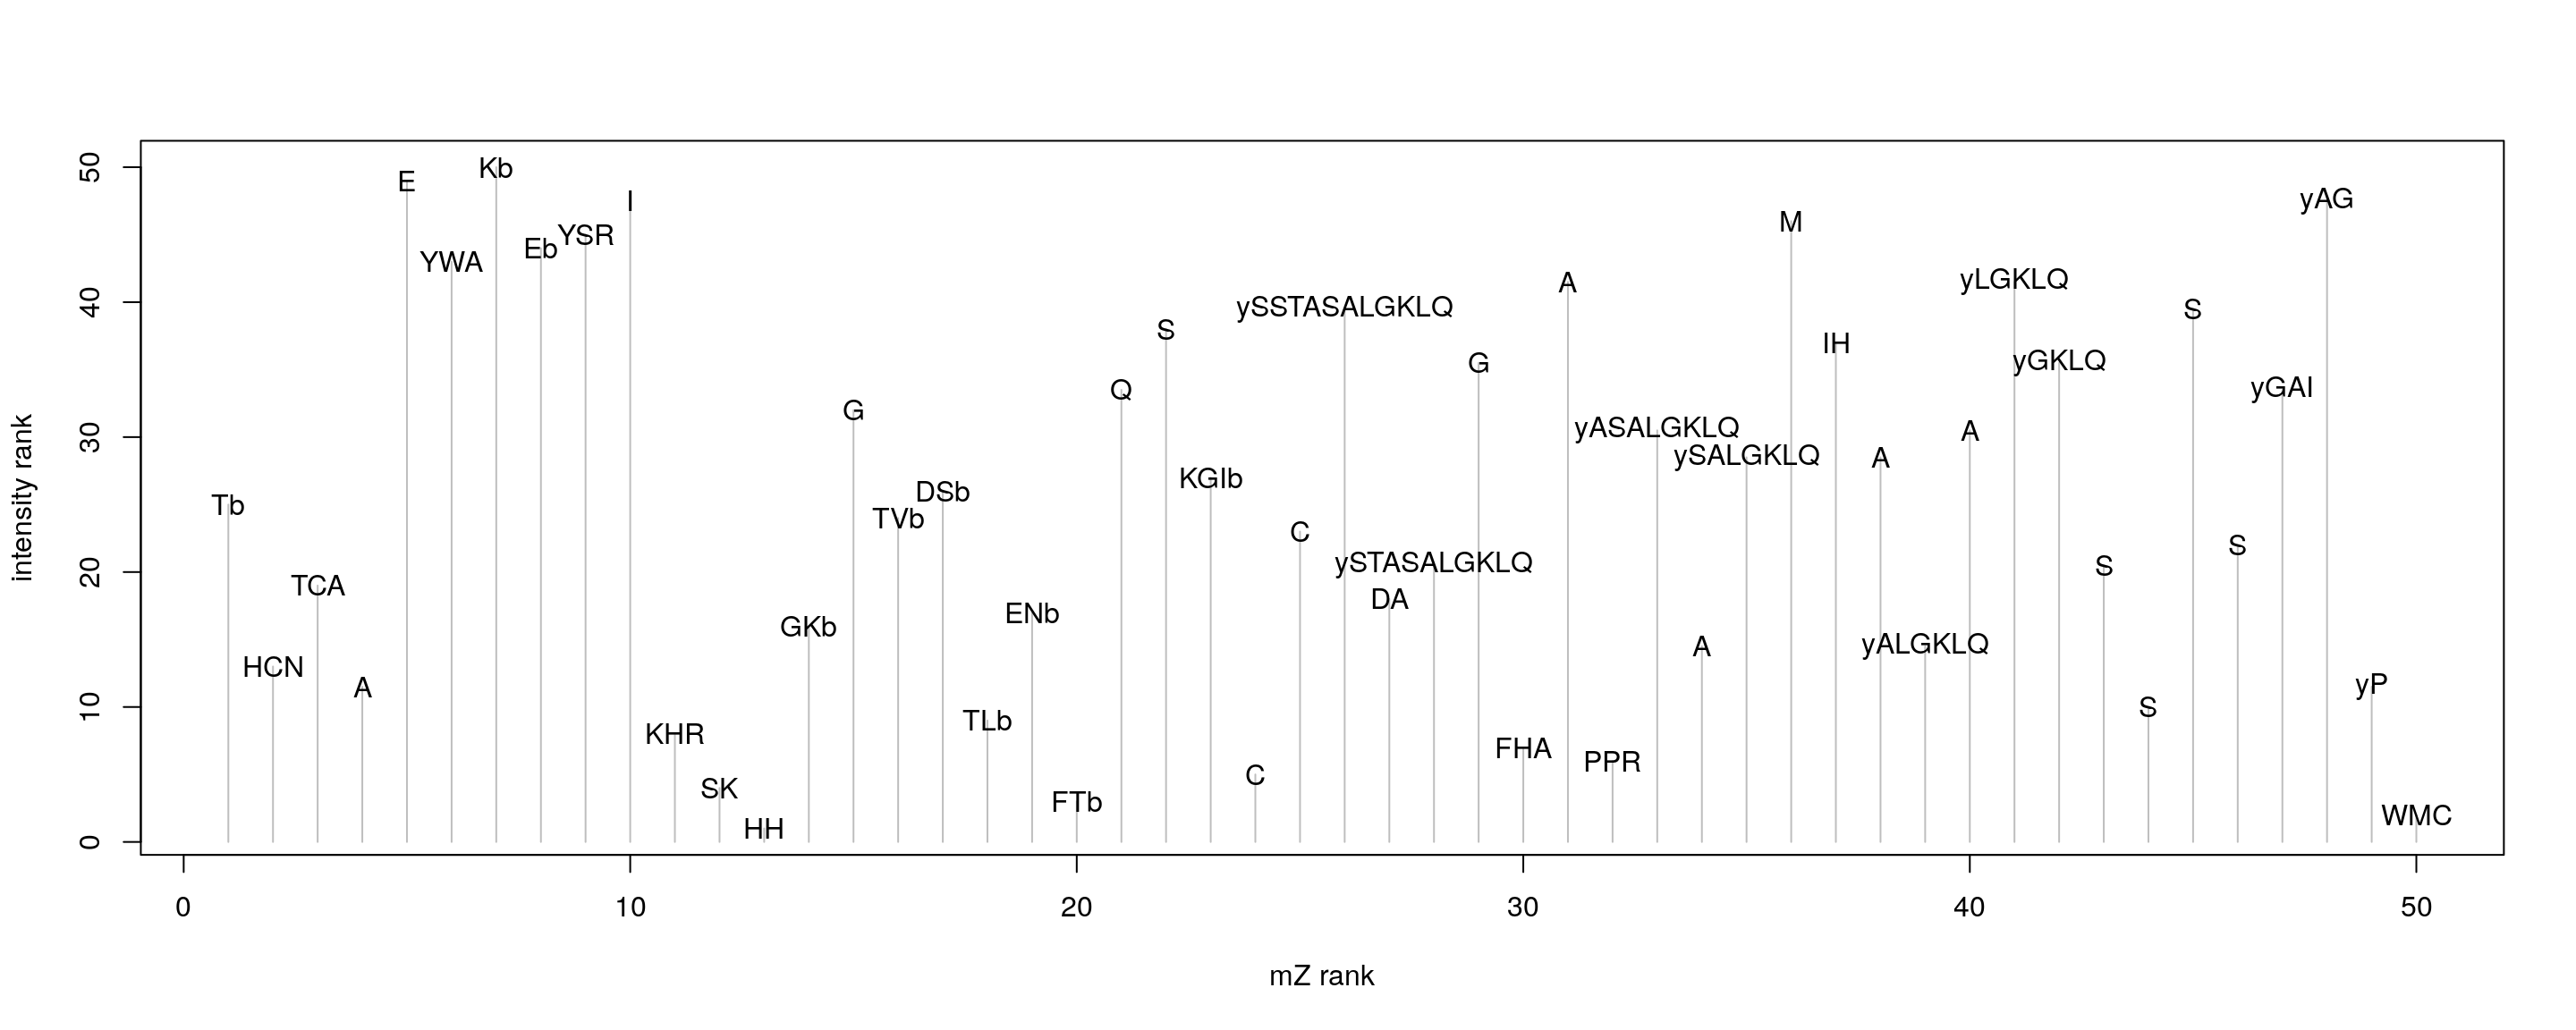 50
40
30
20
10
0
intensity rank
Tb
HCN
TCA
A
E
YWA
Kb
Eb
YSR
I
KHR
SK
HH
GKb
G
TVb
DSb
TLb
ENb
FTb
Q
S
KGIb
C
C
ySSTASALGKLQ
DA
ySTASALGKLQ
G
FHA
A
PPR
yASALGKLQ
A
ySALGKLQ
M
IH
A
yALGKLQ
A
yLGKLQ
yGKLQ
S
S
S
S
yGAI
yAG
yP
WMC
0
10
20
30
40
50
mZ rank